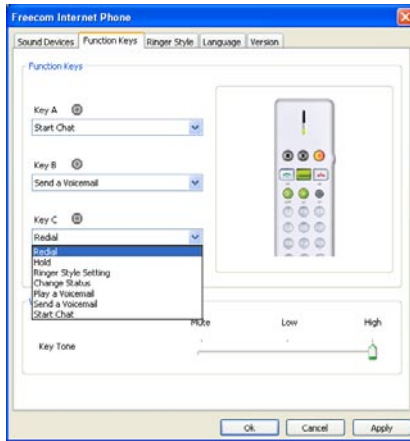 Freecom Internet Phone
Sound Devices Function Keys Ringer Style Language Version
Function Keys
Key A
Start Chat
Key B
Send a Voicemail
Key C
Redial
Redial
Hold
Ringer Style Setting
Change Status
Play a Voicemail
Send a Voicemail
Start Chat
Mute Low High
Key Tone
Ok Cancel Apply